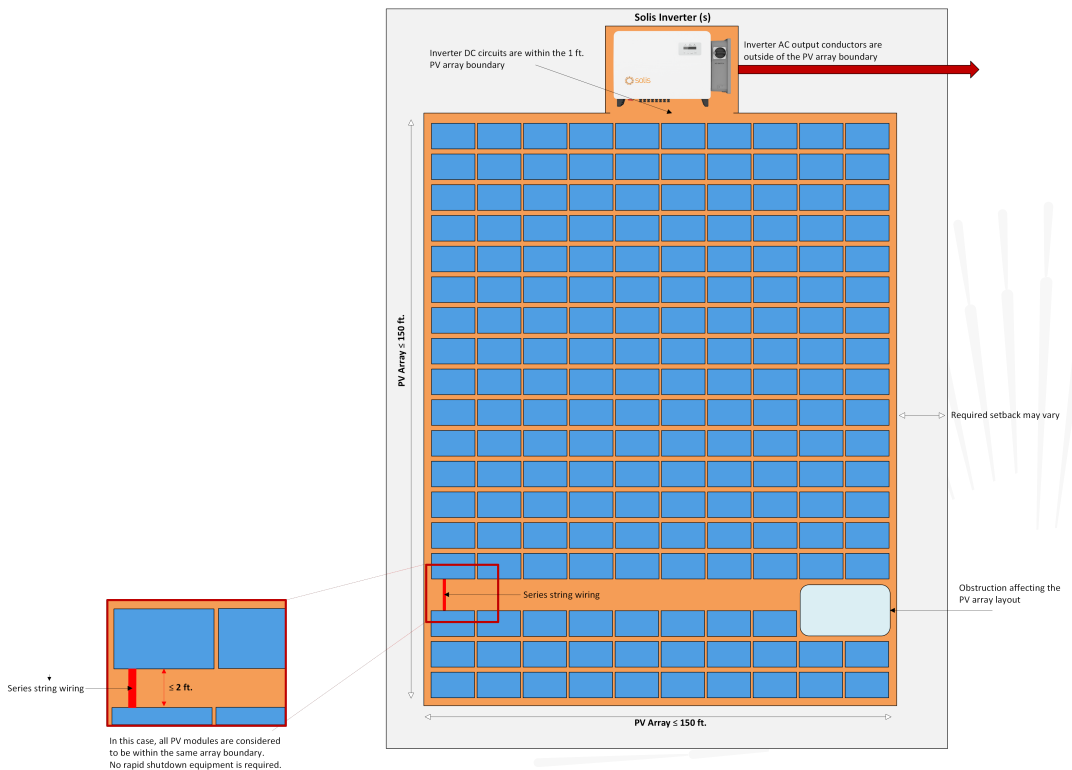 Solis Inverter (s)
Inverter DC circuits are within the 1 ft.
PV array boundary
Inverter AC output conductors are
outside of the PV array boundary
solis
PV Array ≤ 150 ft.
Required setback may vary
Series string wiring
Obstruction affecting the
PV array layout
Series string wiring
≤ 2 ft.
PV Array ≤ 150 ft.
In this case, all PV modules are considered
to be within the same array boundary.
No rapid shutdown equipment is required.